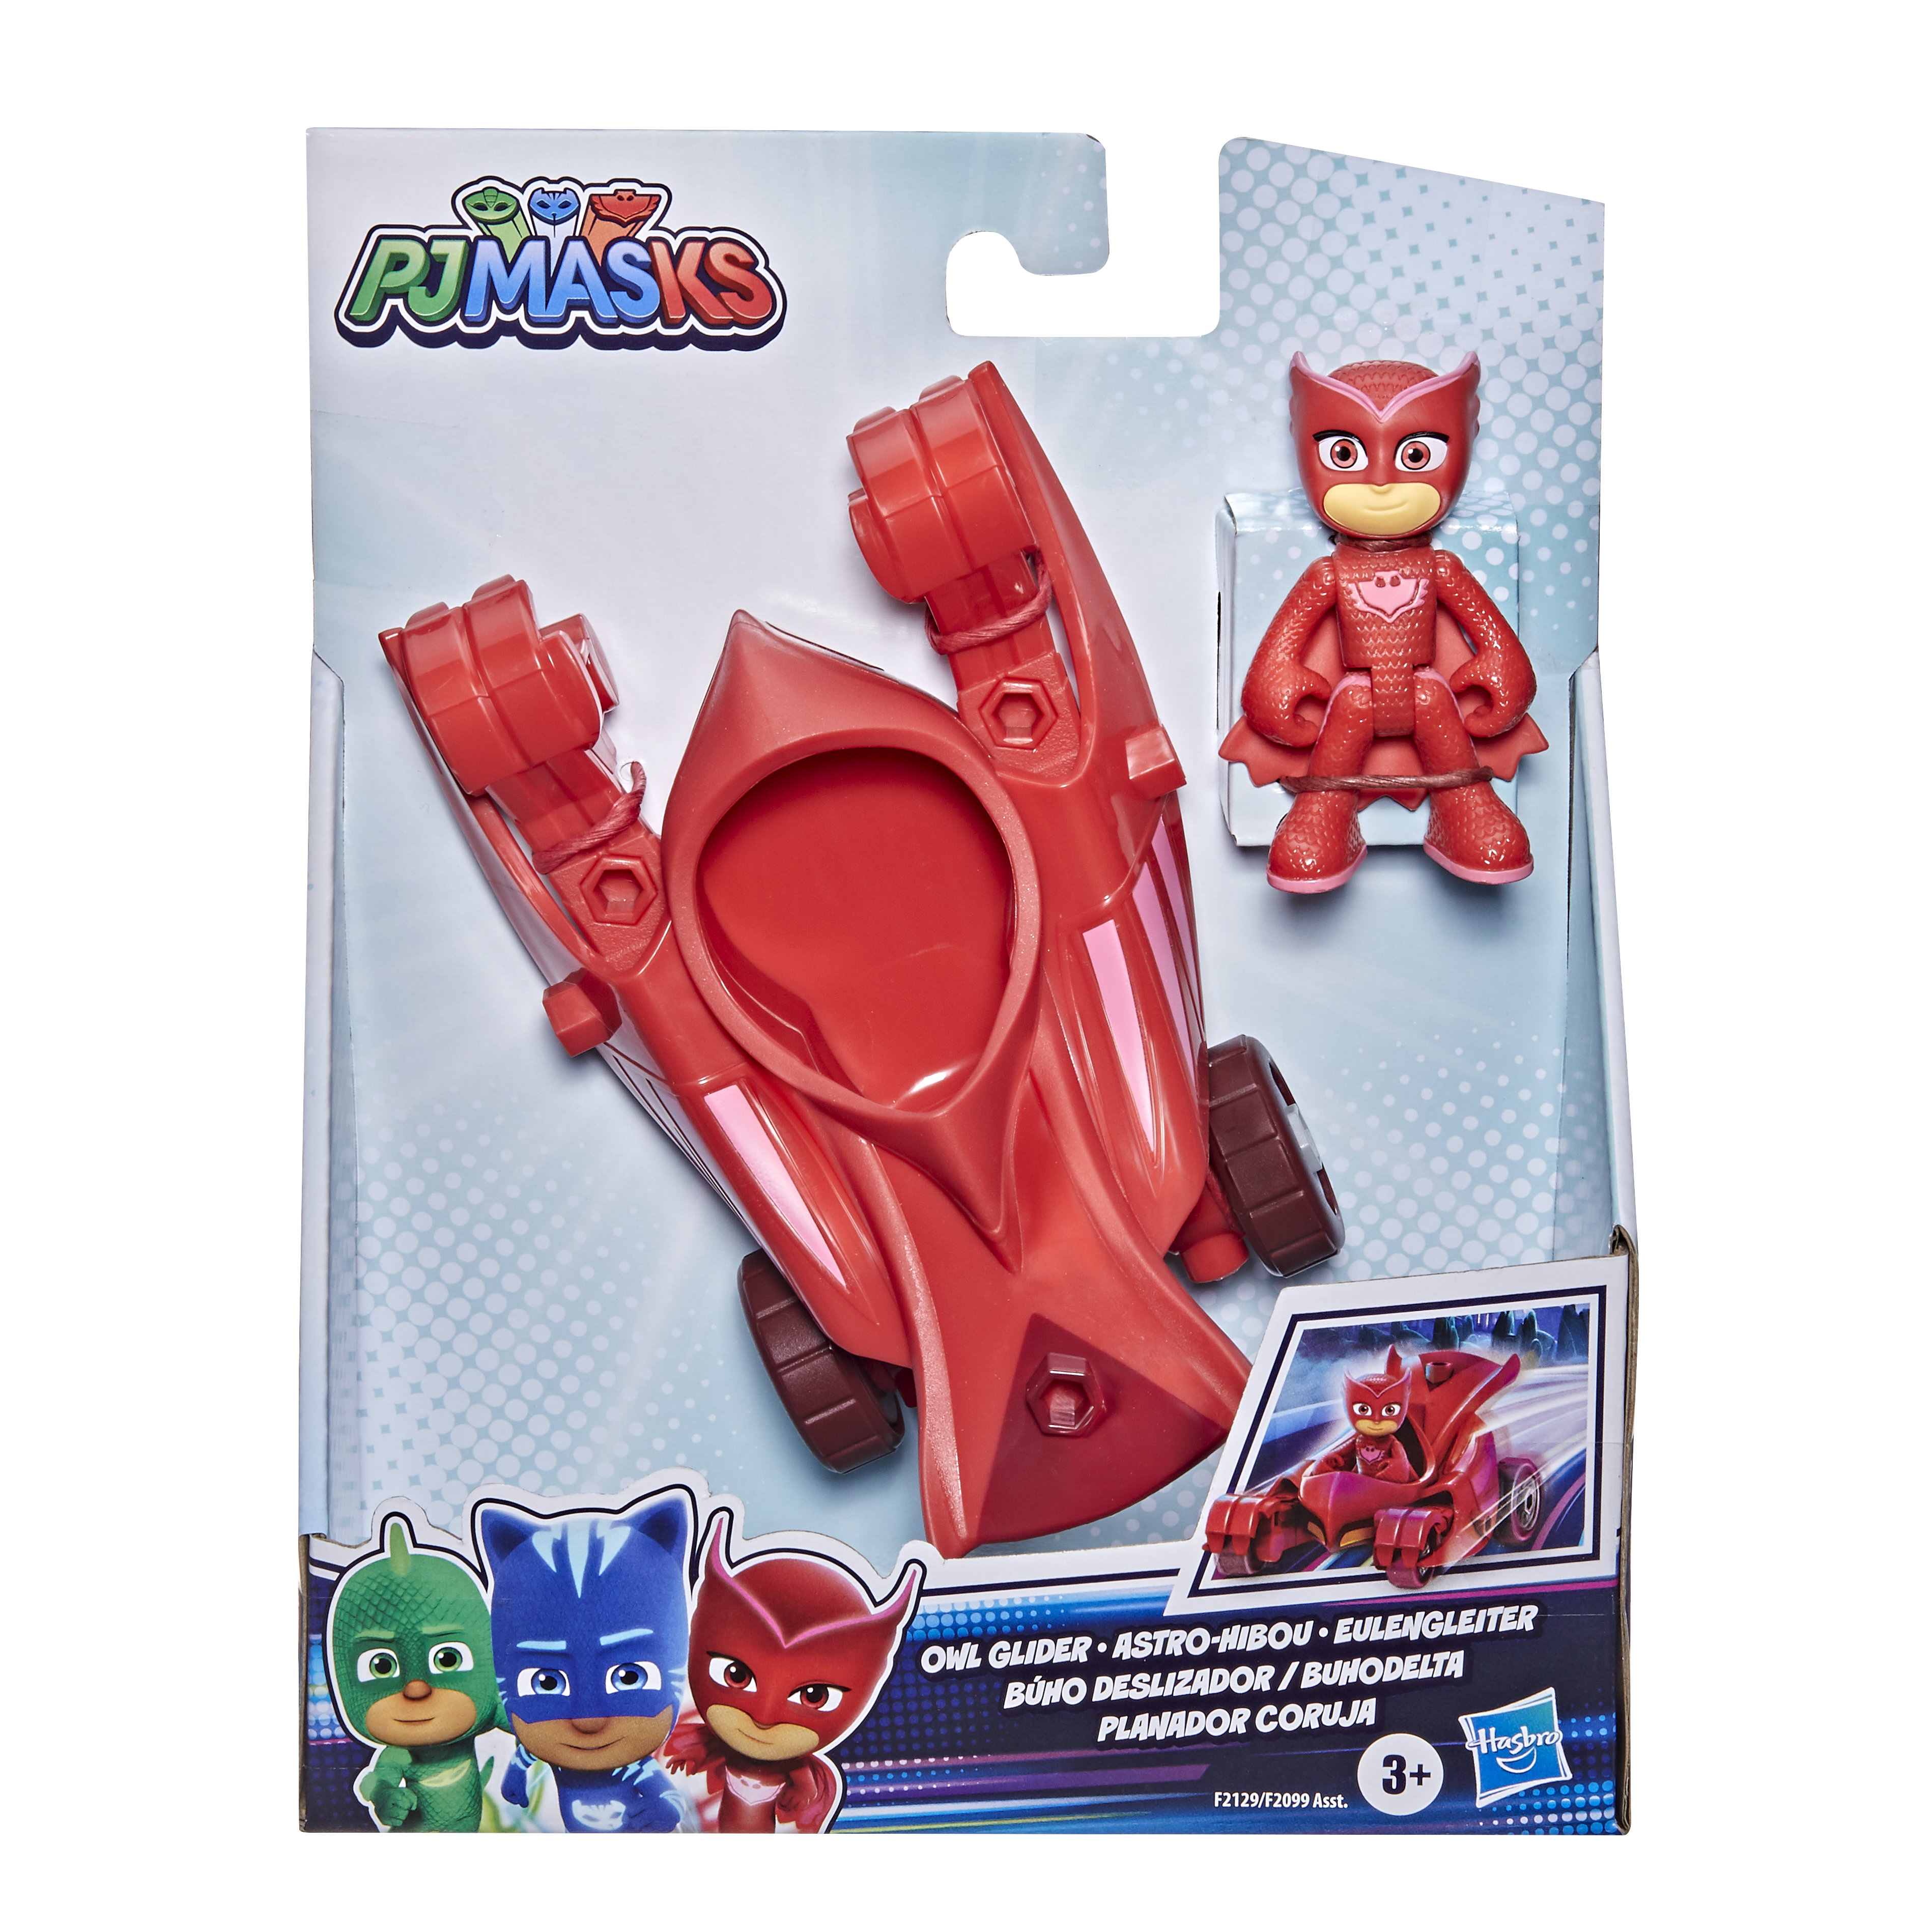 PJMASKS
OWL GLIDER • ASTRO-HIBOU • EULENGLEITER
BÚHO DESLIZADOR / BUHODELTA
PLANADOR CORUJA
3+
Hasbro
F2129/F2099 Asst.